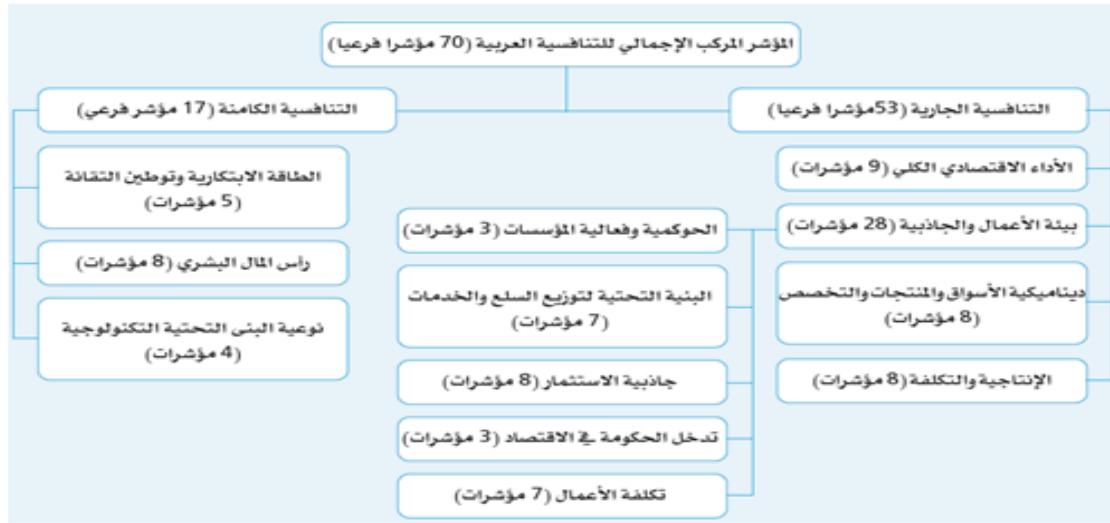 المؤشر المركب الإجمالي للتنافسية العربية (70 مؤشرا فرعيا)
التنافسية الجارية (53مؤشرا فرعيا)
الأداء الاقتصادي الكلي (9 مؤشرات)
بيئة الأعمال والجاذبية (28 مؤشرات)
ديناميكية الأسواق والمنتجات والتخصص
(8 مؤشرات)
الإنتاجية والتكلفة (8 مؤشرات)
الحوكمية وفعالية المؤسسات (3 مؤشرات)
البنية التحتية لتوزيع السلع والخدمات
(7 مؤشرات)
جاذبية الاستثمار (8 مؤشرات)
تدخل الحكومة في الاقتصاد (3 مؤشرات)
تكلفة الأعمال (7 مؤشرات)
التنافسية الكامنة (17 مؤشر فرعي)
الطاقة الابتكارية وتوطين التقانة
(5 مؤشرات)
رأس المال البشري (8 مؤشرات)
نوعية البنى التحتية التكنولوجية
(4 مؤشرات)